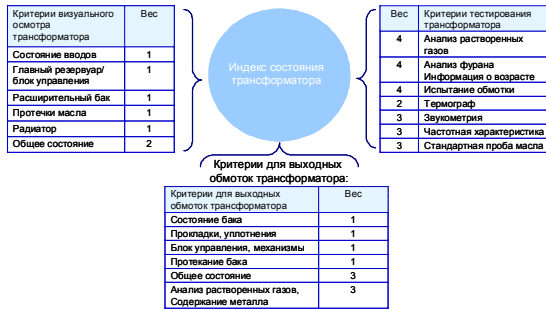 Критерии визуального
осмотра
трансформатора
Вес
Состояние вводов
1
Главный резервуар/
блок управления
1
Расширительный бак
1
Протечки масла
1
Радиатор
1
Общее состояние
2
Индекс состояния
трансформатора
Вес
Критерии тестирования
трансформатора
4
Анализ растворенных
газов
4
Анализ фурана
Информация о возрасте
4
Испытание обмотки
2
Термограф
3
Звукометрия
3
Частотная характеристика
3
Стандартная проба масла
Критерии для выходных
обмоток трансформатора:
Критерии для выходных
обмоток трансформатора
Вес
Состояние бака
1
Прокладки, уплотнения
1
Блок управления, механизмы
1
Протекание бака
1
Общее состояние
3
Анализ растворенных газов,
Содержание металла
3